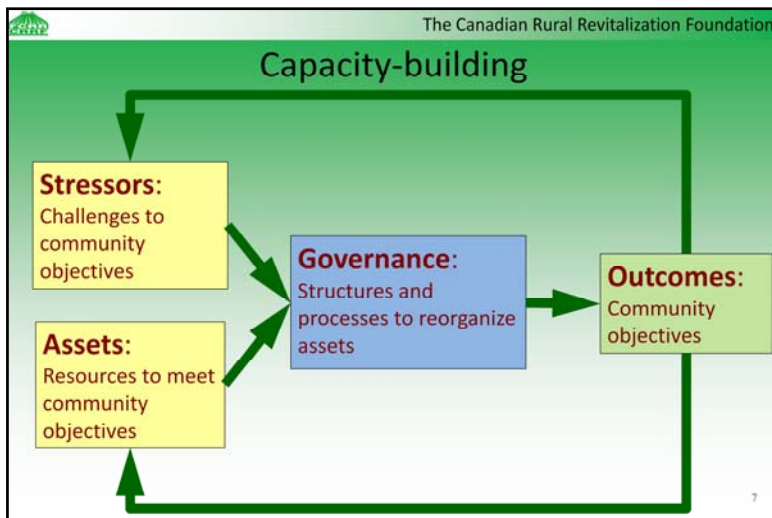 The Canadian Rural Revitalization Foundation
Capacity-building
Stressors:
Challenges to
community
objectives
Assets:
Resources to meet
community
objectives
Governance:
Structures and
processes to reorganize
assets
Outcomes:
Community
objectives
7